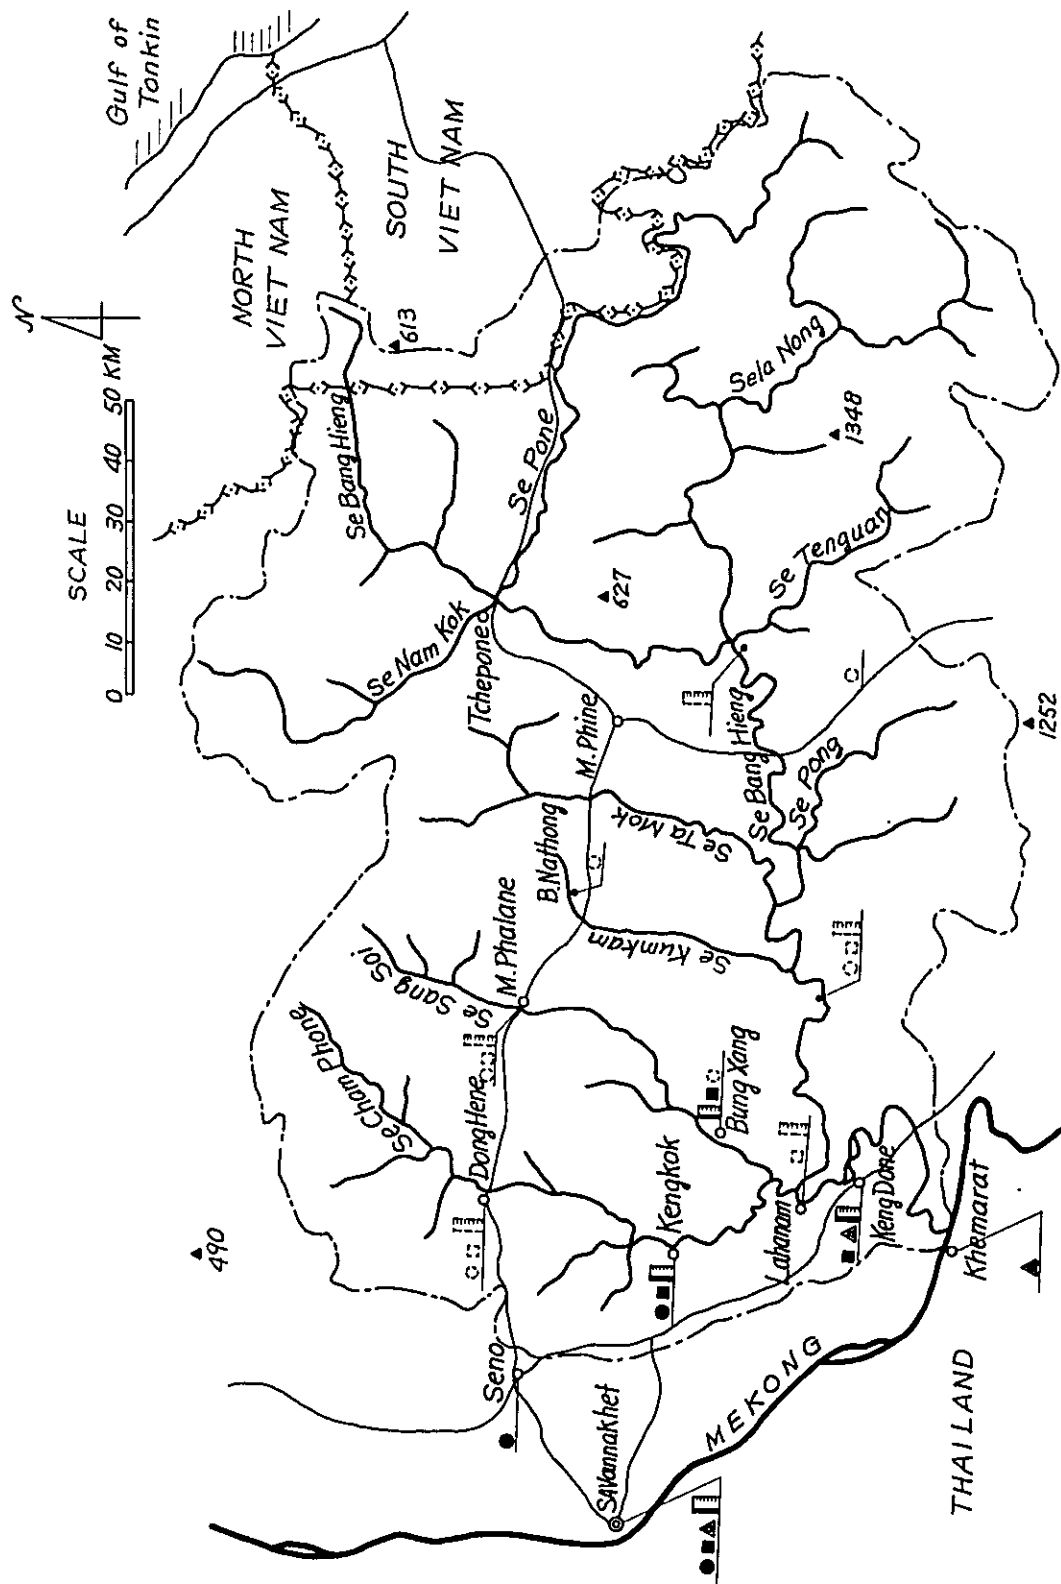 Gulf of
Tonkin
N
NORTH
VIET NAM
SOUTH
VIET NAM
SCALE
0 10 20 30 40 50 KM
613
Se Bang Hieng
Se Pone
Se Nam Kok
Tchepone
Sela Nong
1348
Se Tenguan
627
M. Phine
Se Bang Hieng
Se Pong
1252
Se Ta Mok
B. Nathong
Se Kumkam
M. Phalane
Se Sang Soi
Se Cham Phone
Dong Hene
Bung Xang
Kengkok
Lahanam
Keng Done
Khemarat
490
Seno
SAVannakhet
MEKONG
THAILAND